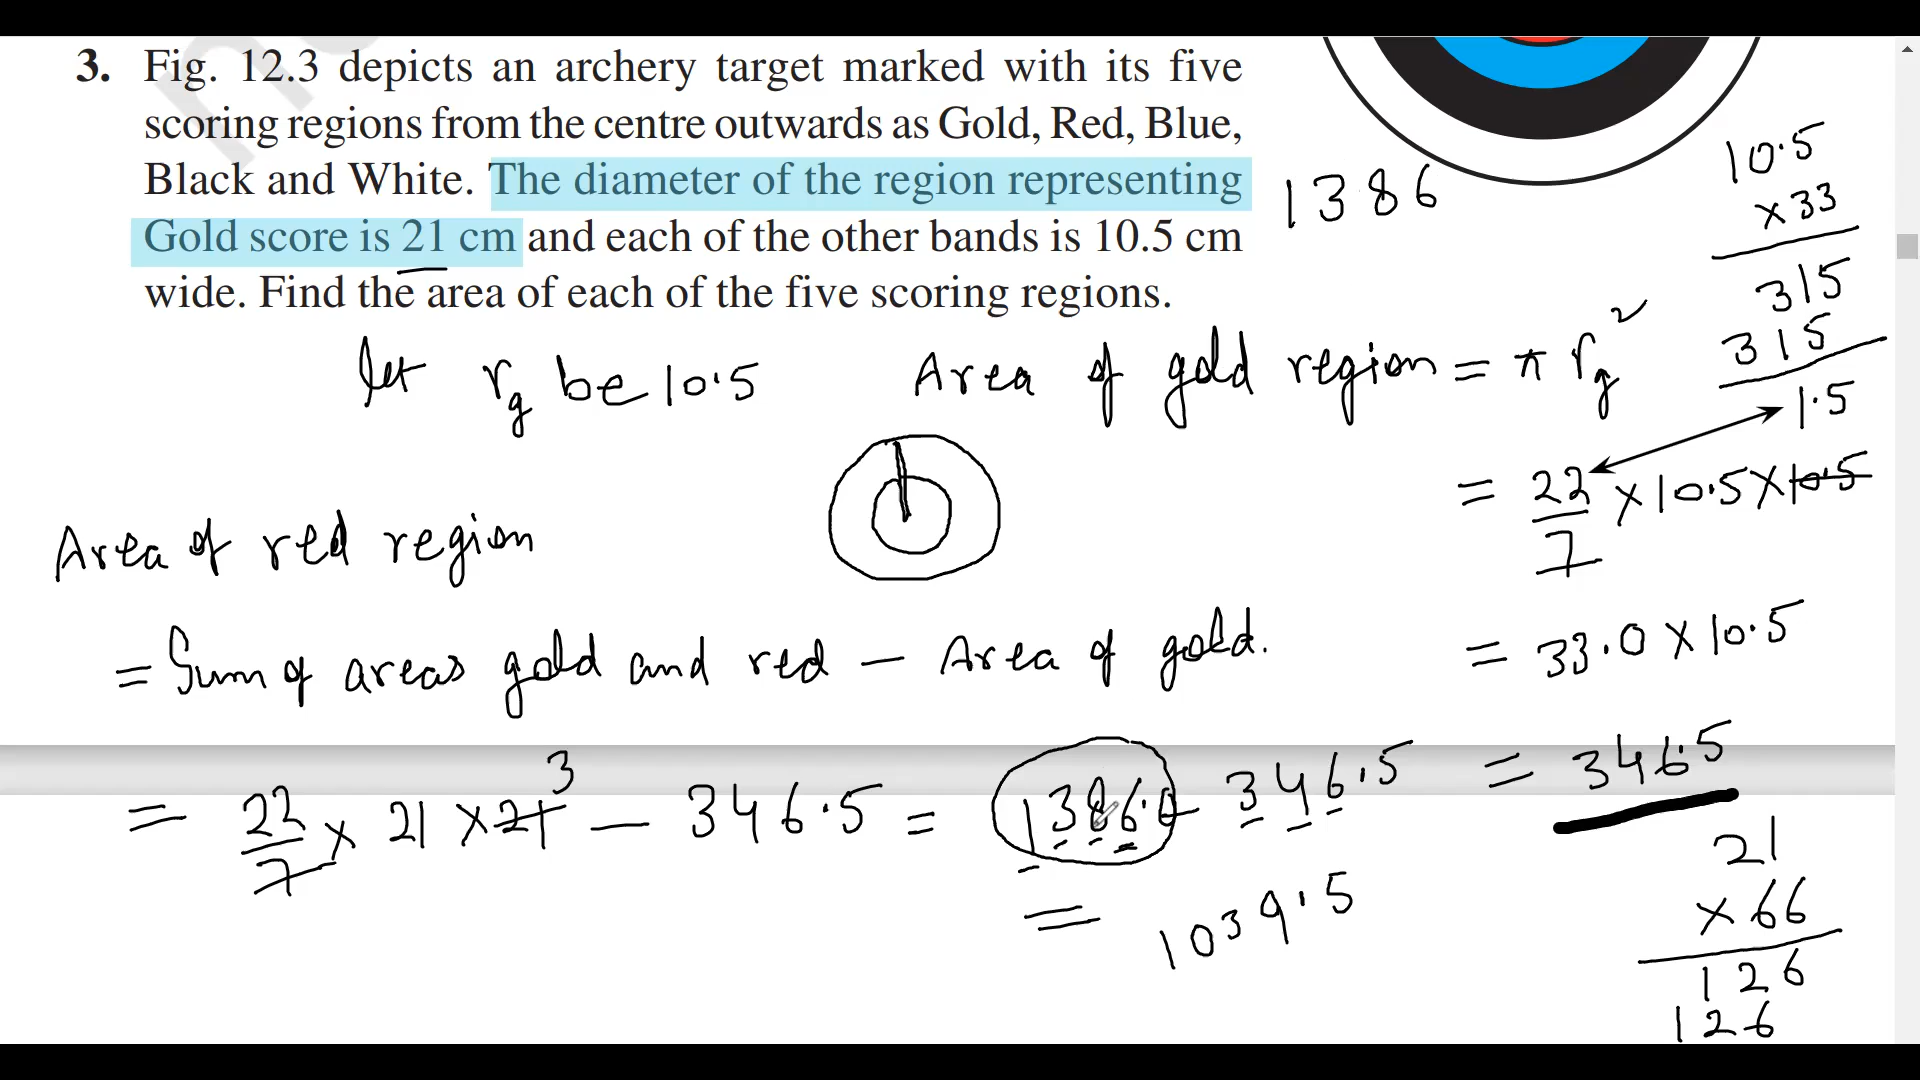 3. Fig. 12.3 depicts an archery target marked with its five
scoring regions from the centre outwards as Gold, Red, Blue,
Black and White. The diameter of the region representing
Gold score is 21 cm and each of the other bands is 10.5 cm
wide. Find the area of each of the five scoring regions.
1386
10.5
×33
315
315
let rg be 10.5
Area of gold region = π rg²
1.5
= 22/7 × 10.5 × 10.5
Area of red region
= 33.0 × 10.5
= Sum of areas gold and red — Area of gold.
= 346.5
= 22/7 × 21 × 21 3 — 346.5 = 1386.0 - 346.5
= 1039.5
21
×66
126
126